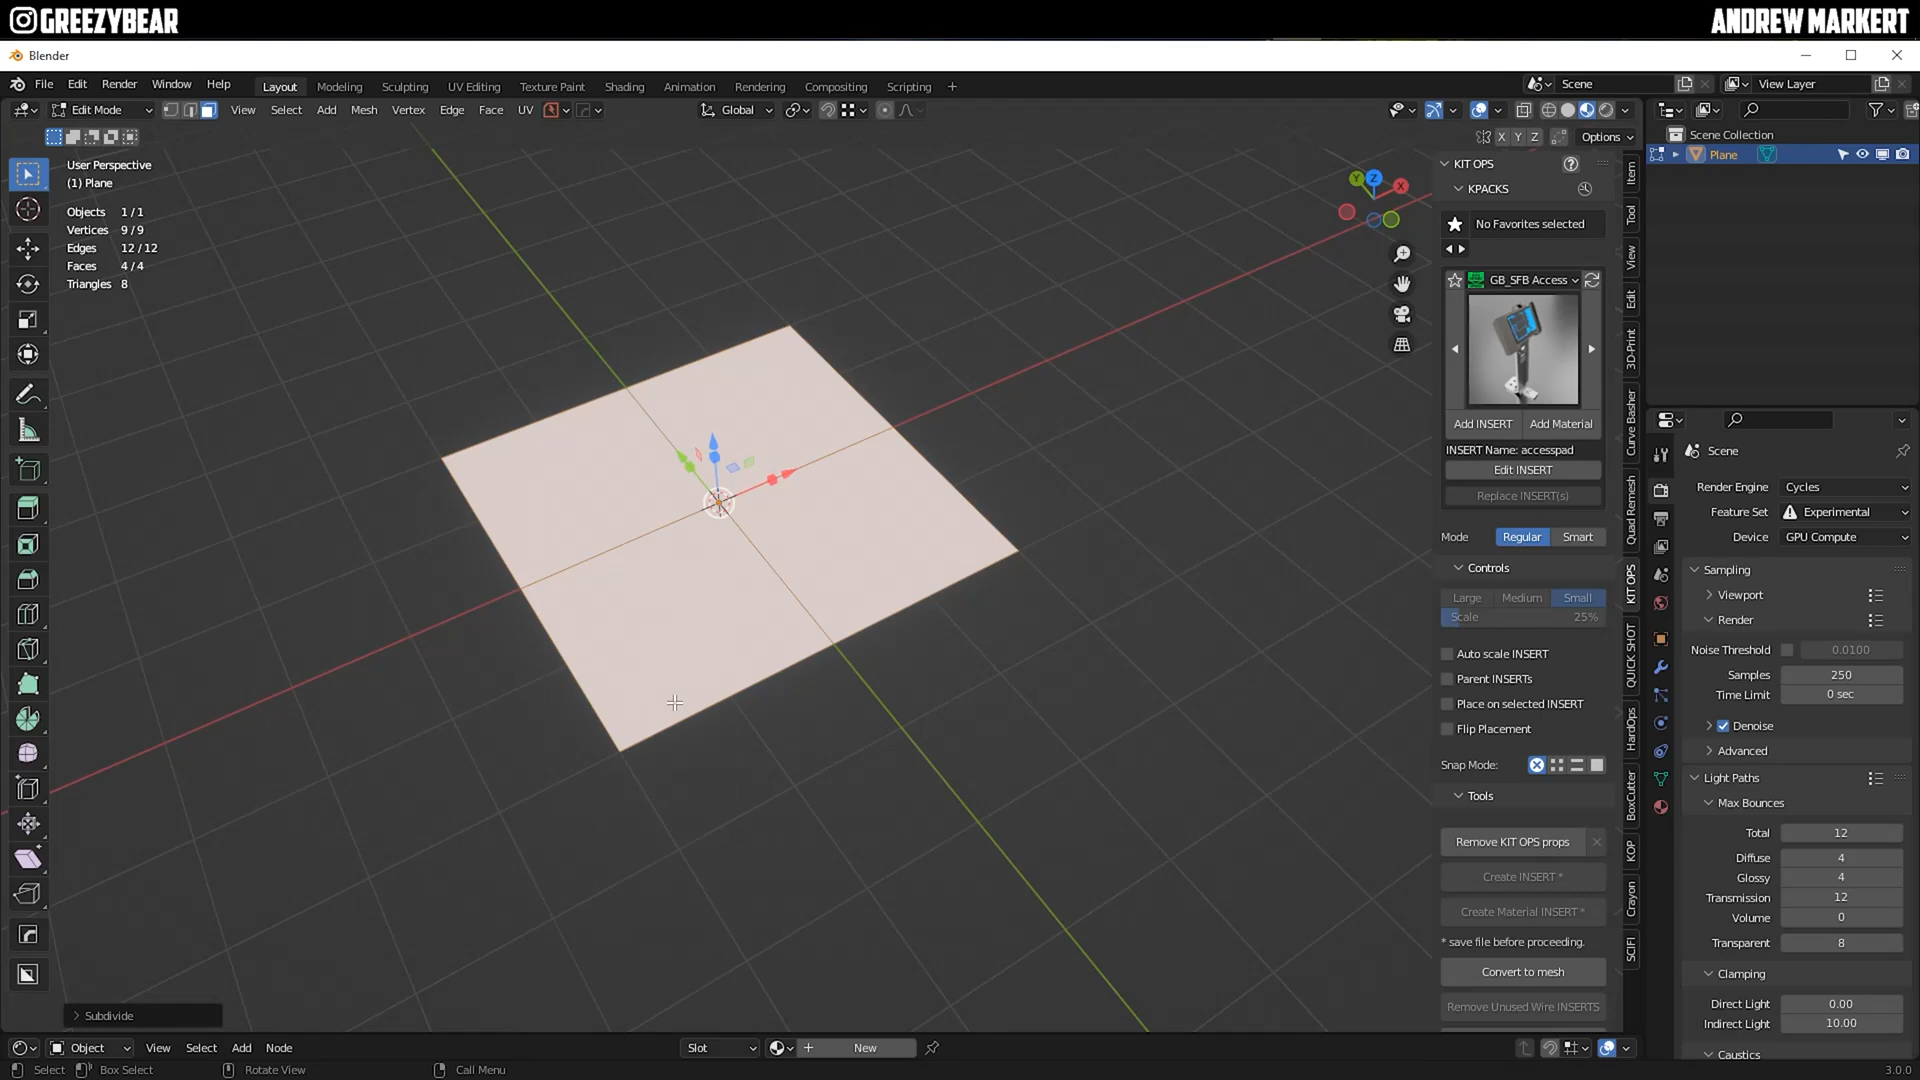 GREEZYBEAR
ANDREW MARKERT
Blender
File Edit Render Window Help
Layout Modeling Sculpting UV Editing Texture Paint Shading Animation Rendering Compositing Scripting +
Scene
View Layer
Edit Mode
View Select Add Mesh Vertex Edge Face UV
Global
X Y Z
Options
User Perspective
(1) Plane
Objects 1/1
Vertices 9/9
Edges 12/12
Faces 4/4
Triangles 8
Y Z X
KIT OPS
KPACKS
No Favorites selected
GB_SFB Access
Add INSERT Add Material
INSERT Name: accesspad
Edit INSERT
Replace INSERT(s)
Mode Regular Smart
Controls
Large Medium Small
Scale 25%
Auto scale INSERT
Parent INSERTs
Place on selected INSERT
Flip Placement
Snap Mode:
Tools
Remove KIT OPS props
Create INSERT *
Create Material INSERT *
* save file before proceeding.
Convert to mesh
Remove Unused Wire INSERTS
Item
Tool
View
Edit
3D-Print
Curve Basher
Quad Remesh
KIT OPS
QUICK SHOT
HardOps
BoxCutter
KOP
Crayon
SCIFI
Scene Collection
Plane
Scene
Render Engine Cycles
Feature Set Experimental
Device GPU Compute
Sampling
Viewport
Render
Noise Threshold 0.0100
Samples 250
Time Limit 0 sec
Denoise
Advanced
Light Paths
Max Bounces
Total 12
Diffuse 4
Glossy 4
Transmission 12
Volume 0
Transparent 8
Clamping
Direct Light 0.00
Indirect Light 10.00
Caustics
Subdivide
Object View Select Add Node
Slot
New
Select Box Select Rotate View Call Menu
3.0.0